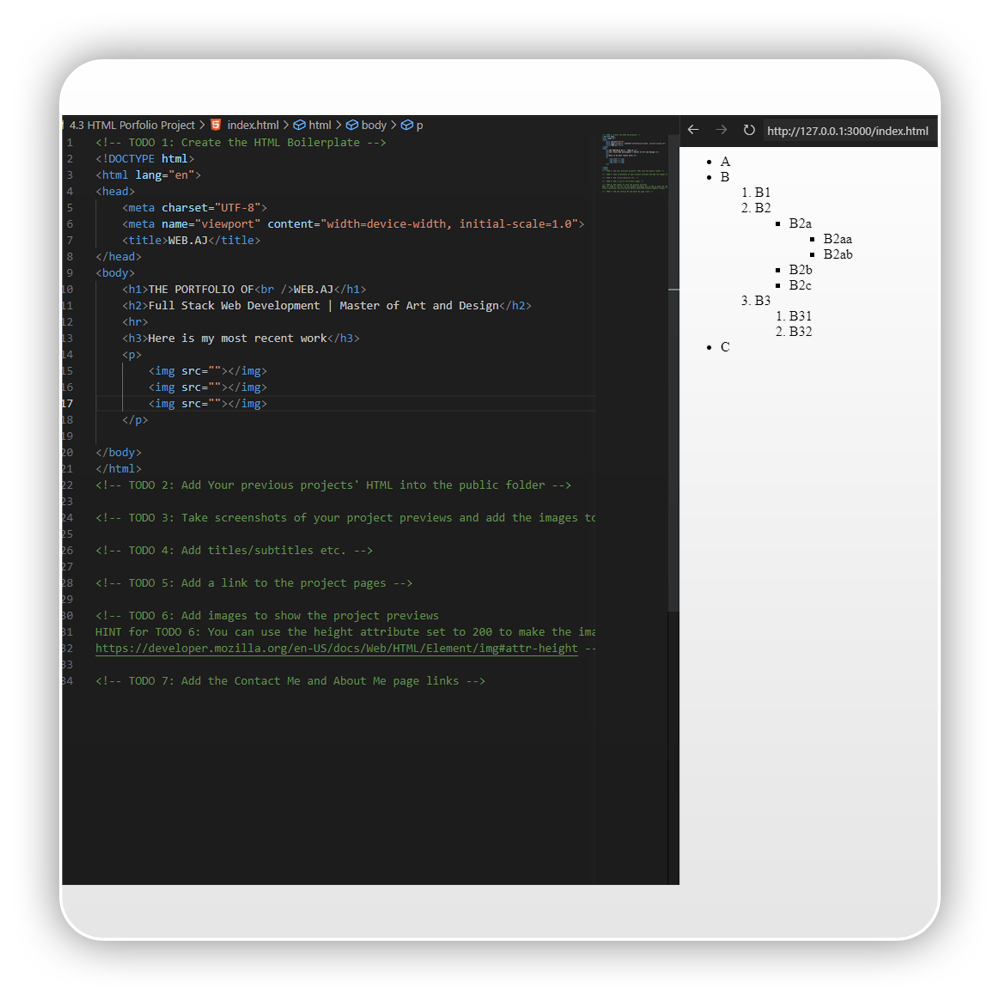 4.3 HTML Porfolio Project > index.html > html > body > p
1 <!-- TODO 1: Create the HTML Boilerplate -->
2 <!DOCTYPE html>
3 <html lang="en">
4 <head>
5 <meta charset="UTF-8">
6 <meta name="viewport" content="width=device-width, initial-scale=1.0">
7 <title>WEB.AJ</title>
8 </head>
9 <body>
10 <h1>THE PORTFOLIO OF<br />WEB.AJ</h1>
11 <h2>Full Stack Web Development | Master of Art and Design</h2>
12 <hr>
13 <h3>Here is my most recent work</h3>
14 <p>
15 <img src=""></img>
16 <img src=""></img>
17 <img src=""></img>
18 </p>
19
20 </body>
21 </html>
22 <!-- TODO 2: Add Your previous projects' HTML into the public folder -->
23
24 <!-- TODO 3: Take screenshots of your project previews and add the images to
25
26 <!-- TODO 4: Add titles/subtitles etc. -->
27
28 <!-- TODO 5: Add a link to the project pages -->
29
30 <!-- TODO 6: Add images to show the project previews
31 HINT for TODO 6: You can use the height attribute set to 200 to make the ima
32 https://developer.mozilla.org/en-US/docs/Web/HTML/Element/img#attr-height --
33
34 <!-- TODO 7: Add the Contact Me and About Me page links -->
http://127.0.0.1:3000/index.html
• A
• B
1. B1
2. B2
▪ B2a
▪ B2aa
▪ B2ab
▪ B2b
▪ B2c
3. B3
1. B31
2. B32
• C